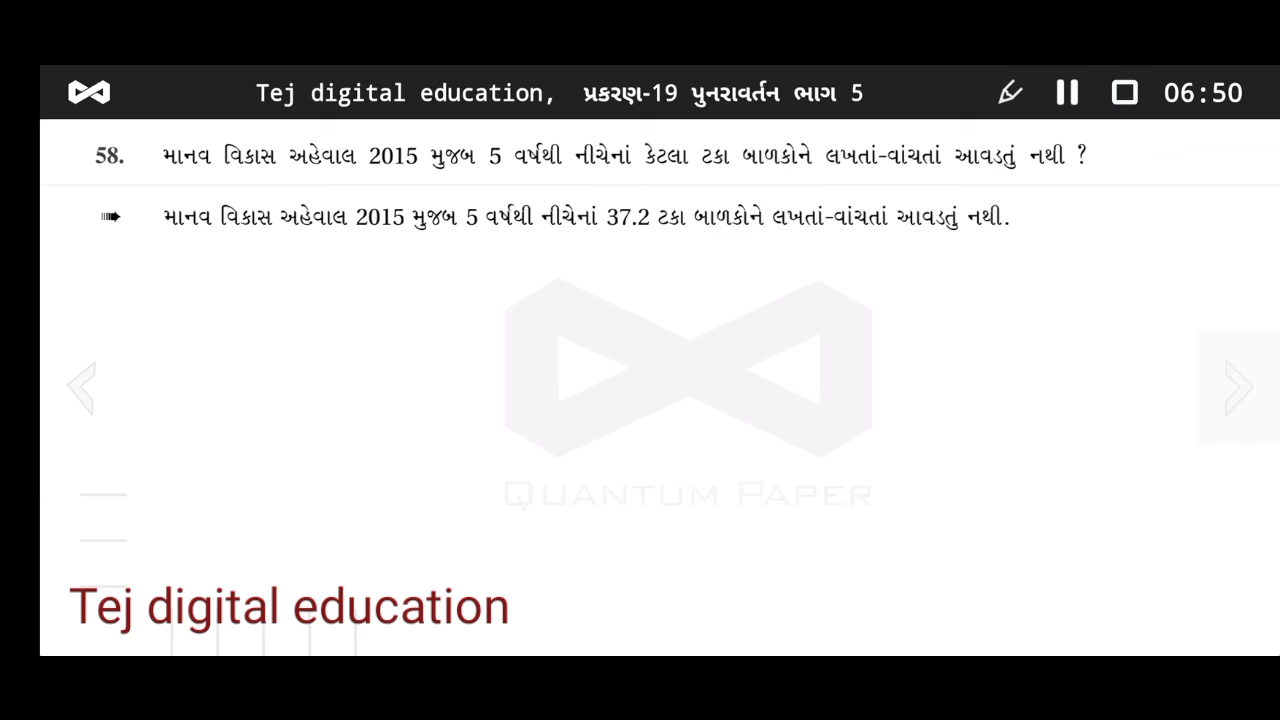 Tej digital education, પ્રકરણ-19 પુનરાવર્તન ભાગ 5
06:50
58. માનવ વિકાસ અહેવાલ 2015 મુજબ 5 વર્ષથી નીચેનાં કેટલા ટકા બાળકોને લખતાં-વાંચતાં આવડતું નથી ?
➠ માનવ વિકાસ અહેવાલ 2015 મુજબ 5 વર્ષથી નીચેનાં 37.2 ટકા બાળકોને લખતાં-વાંચતાં આવડતું નથી.
QUANTUM PAPER
Tej digital education